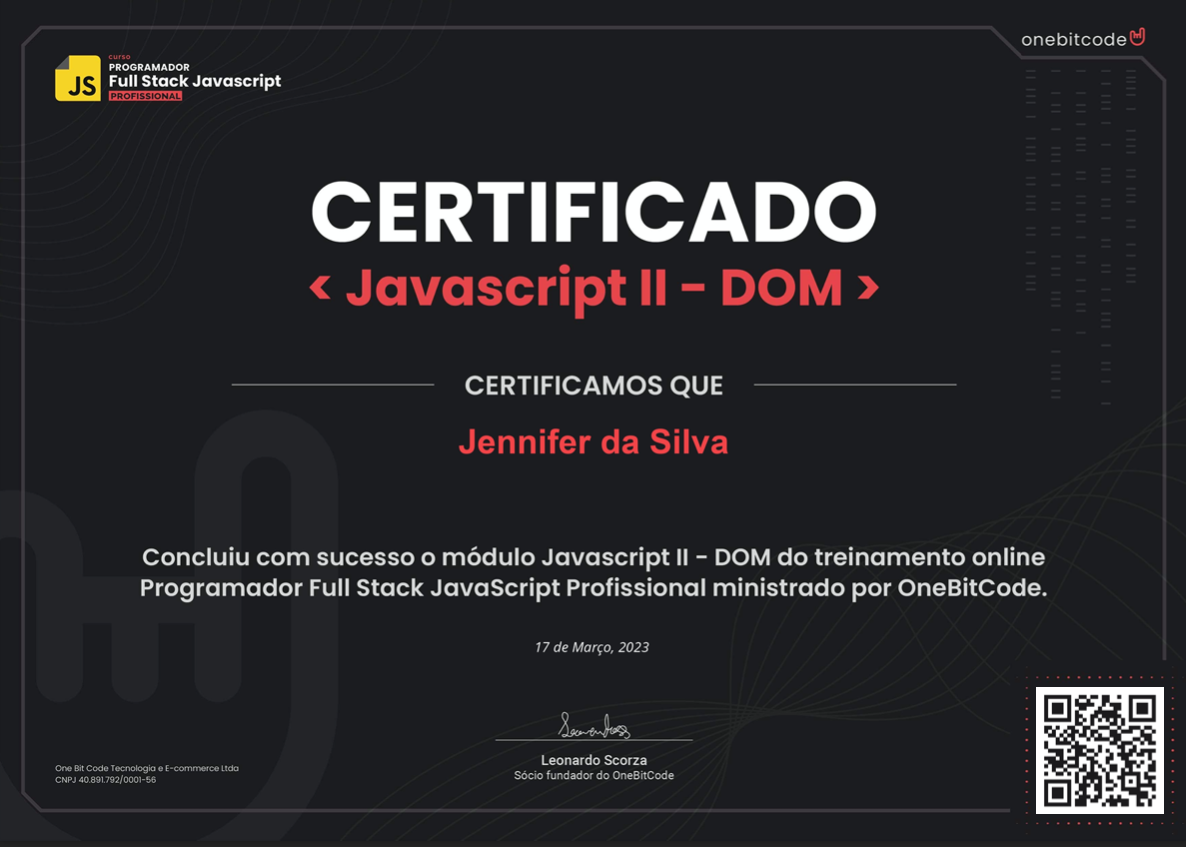 onebitcode
JS
curso
PROGRAMADOR
Full Stack Javascript
PROFISSIONAL
CERTIFICADO
< Javascript II - DOM >
CERTIFICAMOS QUE
Jennifer da Silva
Concluiu com sucesso o módulo Javascript II - DOM do treinamento online
Programador Full Stack JavaScript Profissional ministrado por OneBitCode.
17 de Março, 2023
Leonardo Scorza
Sócio fundador do OneBitCode
One Bit Code Tecnologia e E-commerce Ltda
CNPJ 40.891.792/0001-56